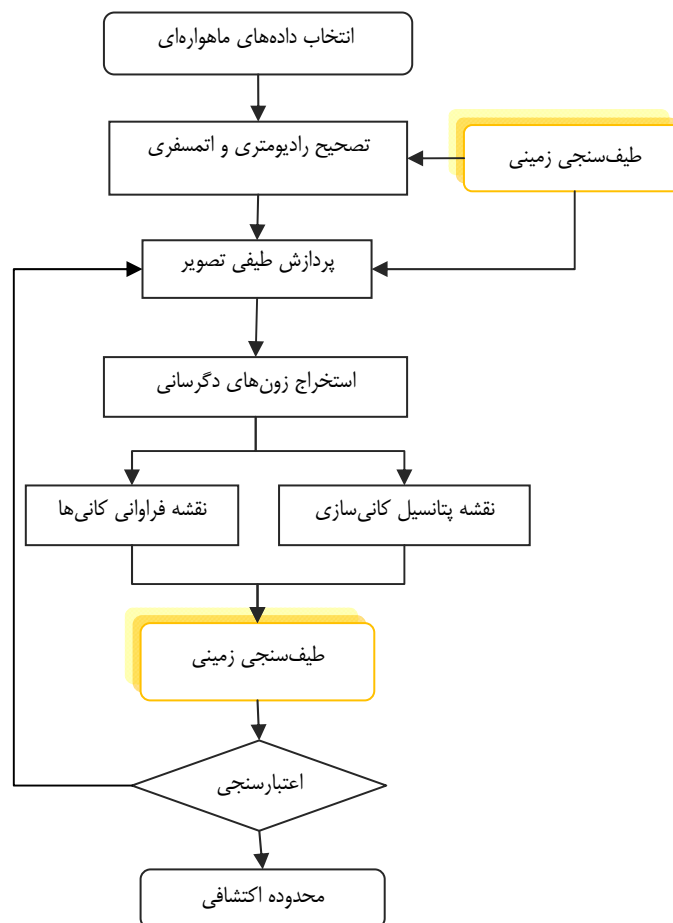 انتخاب داده‌های ماهواره‌ای
تصحیح رادیومتری و اتمسفری
طیف‌سنجی زمینی
پردازش طیفی تصویر
استخراج زون‌های دگرسانی
نقشه پتانسیل کانی‌سازی
نقشه فراوانی کانی‌ها
طیف‌سنجی زمینی
اعتبارسنجی
محدوده اکتشافی